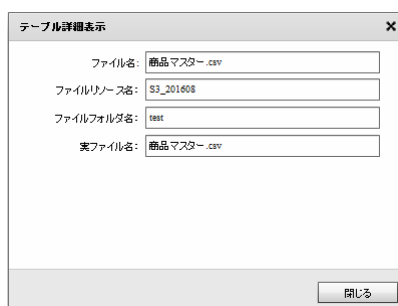 テーブル詳細表示
ファイル名: 商品マスター.csv
ファイルリソース名: S3_201608
ファイルフォルダ名: test
実ファイル名: 商品マスター.csv
閉じる